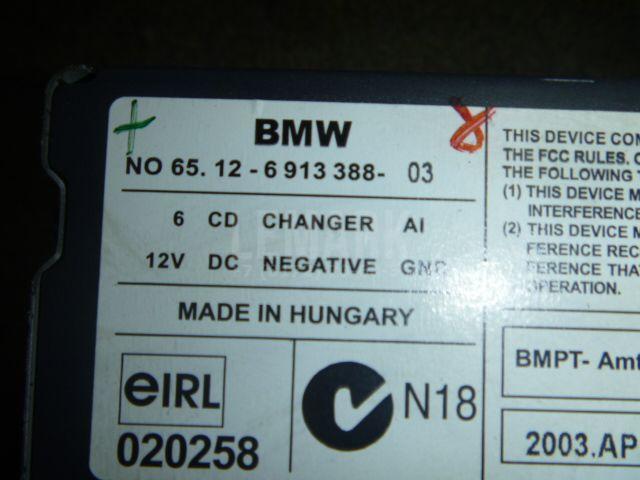 BMW
NO 65. 12 - 6 913 388- 03
6 CD CHANGER AI
12V DC NEGATIVE GND
MADE IN HUNGARY
eIRL
020258
N18
THIS DEVICE COM
THE FCC RULES. O
THE FOLLOWING T
(1) THIS DEVICE M
INTERFERENCE
(2) THIS DEVICE M
FERENCE REC
FERENCE THAT
OPERATION.
BMPT- Amt
2003.AP